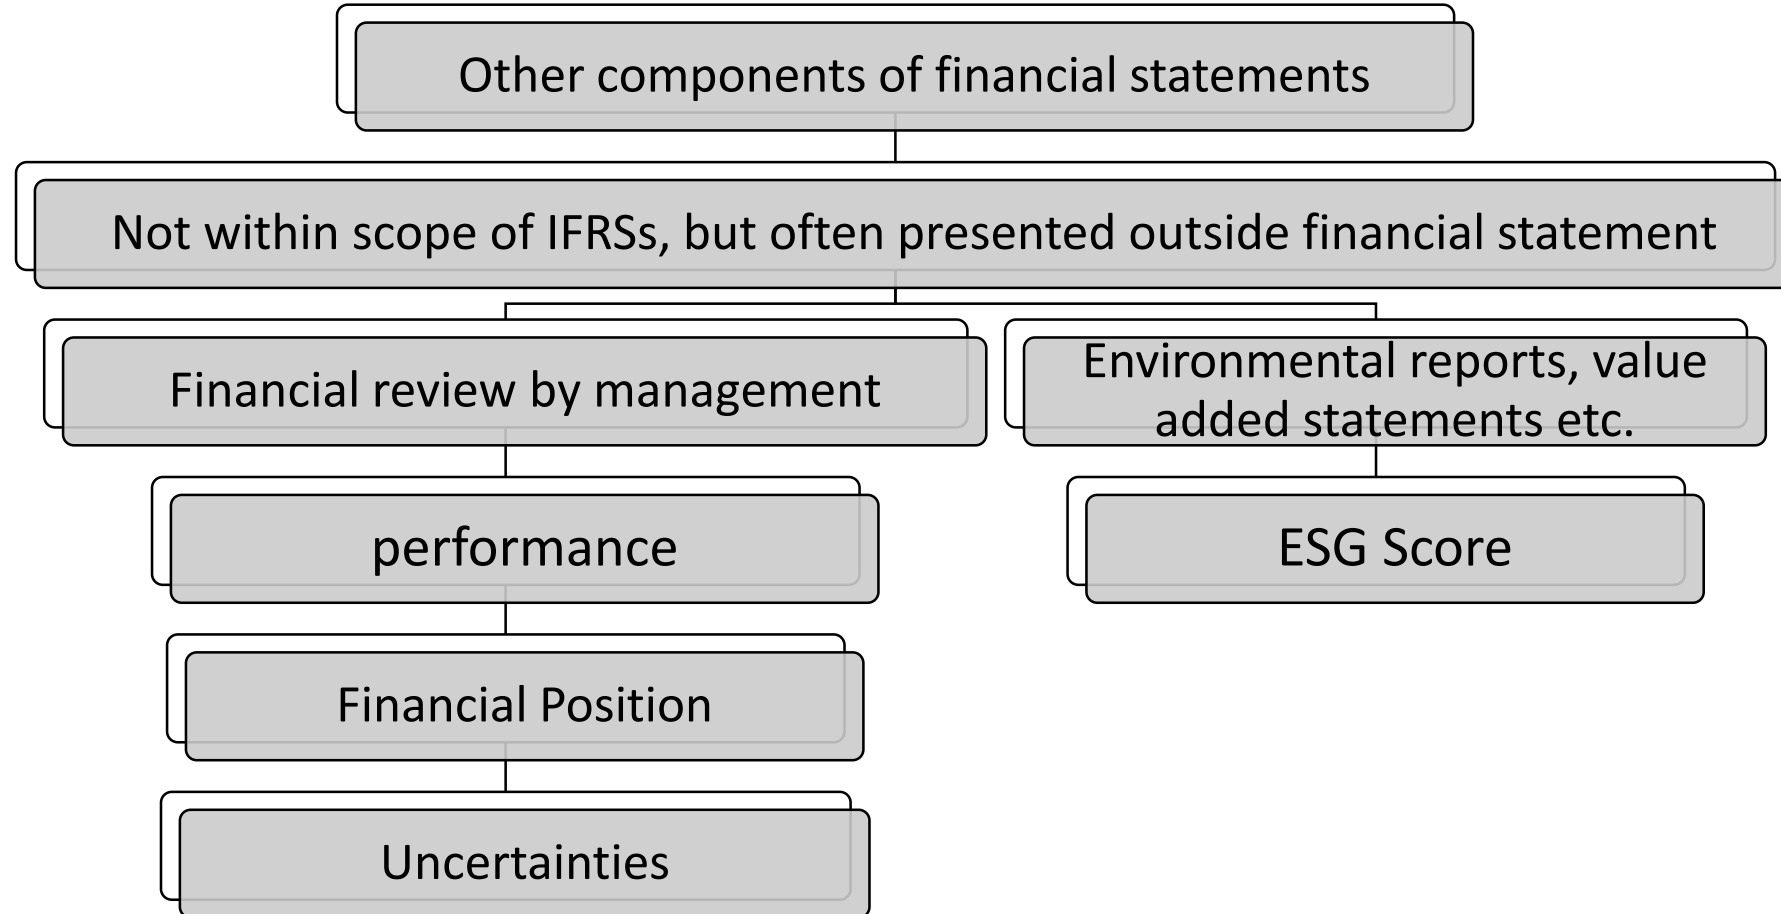 Other components of financial statements
Not within scope of IFRSs, but often presented outside financial statement
Financial review by management
Environmental reports, value
added statements etc.
performance
ESG Score
Financial Position
Uncertainties